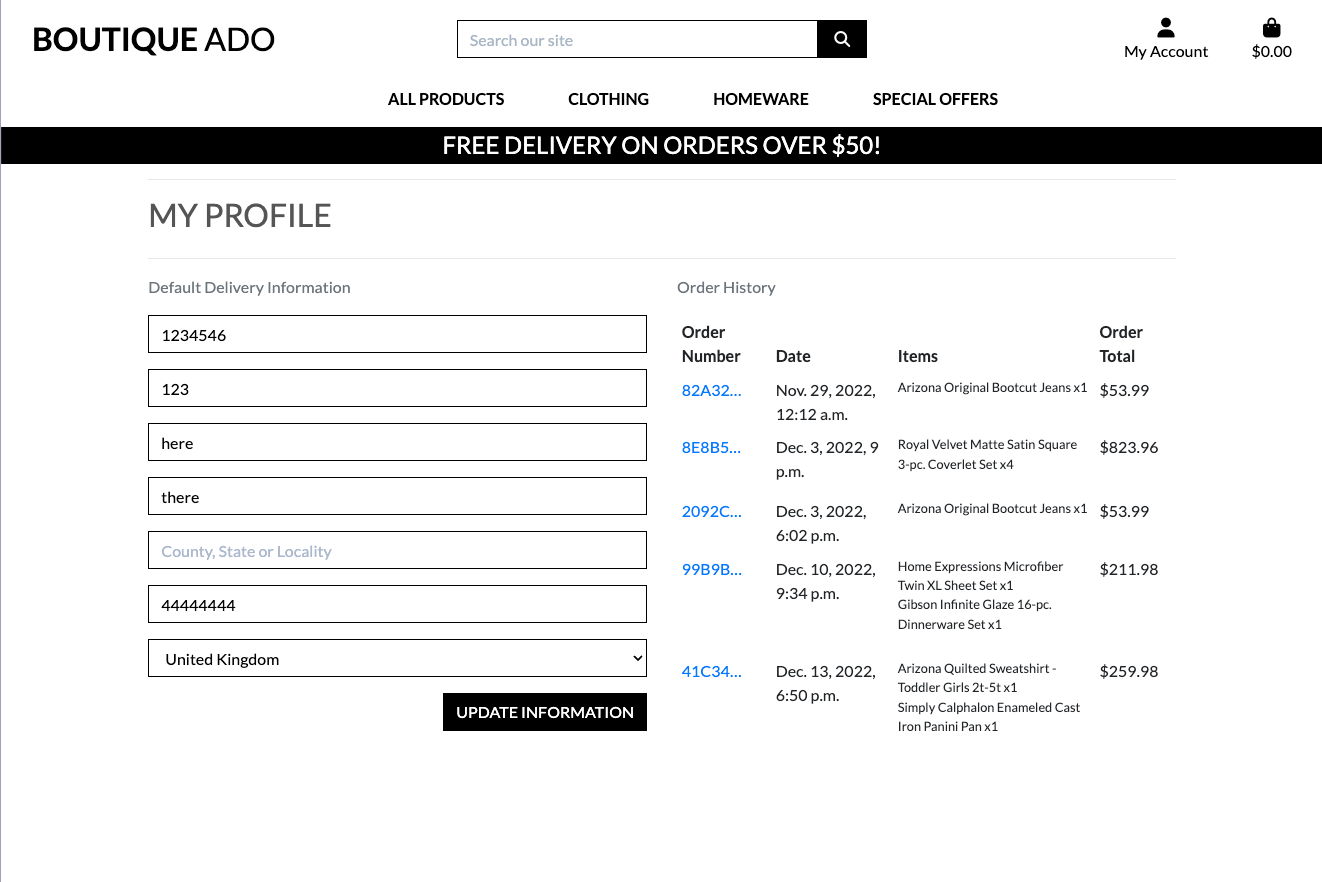 BOUTIQUE ADO
Search our site
My Account
$0.00
ALL PRODUCTS CLOTHING HOMEWARE SPECIAL OFFERS
FREE DELIVERY ON ORDERS OVER $50!
MY PROFILE
Default Delivery Information
1234546
123
here
there
County, State or Locality
44444444
United Kingdom
UPDATE INFORMATION
Order History
Order Number Date Items Order Total
82A32... Nov. 29, 2022, Arizona Original Bootcut Jeans x1 $53.99
12:12 a.m.
8E8B5... Dec. 3, 2022, 9 Royal Velvet Matte Satin Square $823.96
p.m. 3-pc. Coverlet Set x4
2092C... Dec. 3, 2022, Arizona Original Bootcut Jeans x1 $53.99
6:02 p.m.
99B9B... Dec. 10, 2022, Home Expressions Microfiber $211.98
9:34 p.m. Twin XL Sheet Set x1
Gibson Infinite Glaze 16-pc.
Dinnerware Set x1
41C34... Dec. 13, 2022, Arizona Quilted Sweatshirt - $259.98
6:50 p.m. Toddler Girls 2t-5t x1
Simply Calphalon Enameled Cast
Iron Panini Pan x1